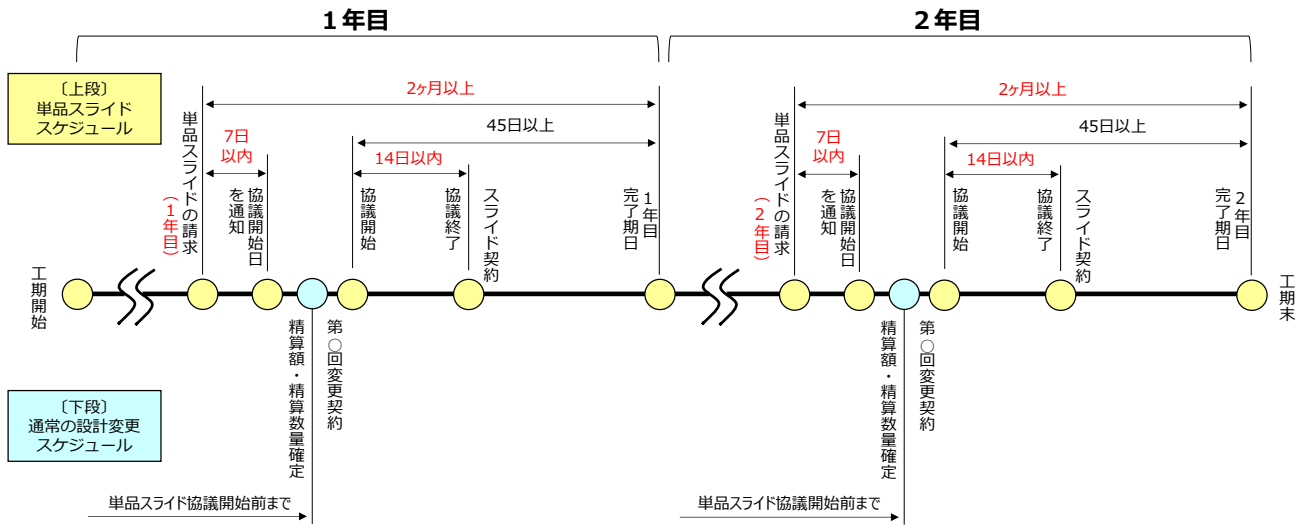 1年目
2年目
〔上段〕
単品スライド
スケジュール
2ヶ月以上
45日以上
7日
以内
14日以内
単品スライドの請求
（1年目）
協議開始日
を通知
協議開始
協議終了
スライド契約
1年目
完了期日
2ヶ月以上
45日以上
7日
以内
14日以内
単品スライドの請求
（2年目）
協議開始日
を通知
協議開始
協議終了
スライド契約
2年目
完了期日
工期開始
工期末
第○回変更契約
精算額・精算数量確定
第○回変更契約
精算額・精算数量確定
〔下段〕
通常の設計変更
スケジュール
単品スライド協議開始前まで
単品スライド協議開始前まで